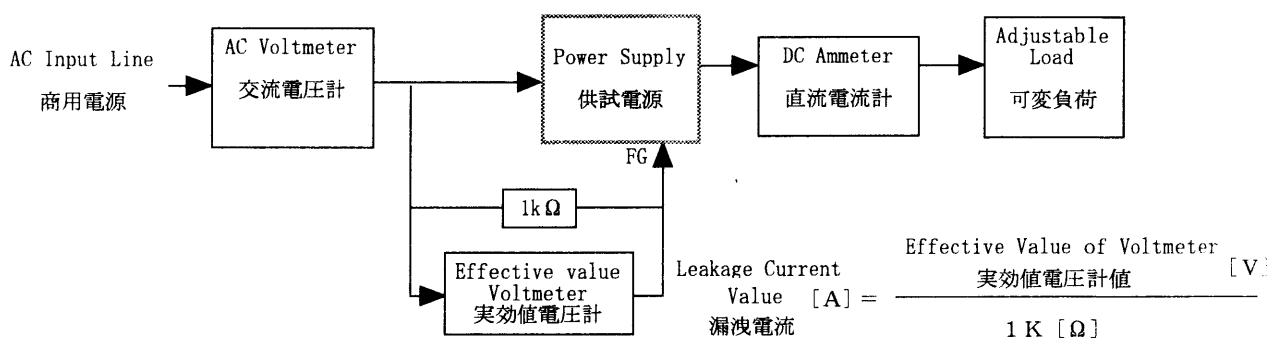 AC Input Line
商用電源
AC Voltmeter
交流電圧計
Power Supply
供試電源
DC Ammeter
直流電流計
Adjustable
Load
可変負荷
FG
1kΩ
Effective value
Voltmeter
実効値電圧計
Leakage Current
Value [A] =
漏洩電流
Effective Value of Voltmeter [V]
実効値電圧計値
1 K [Ω]